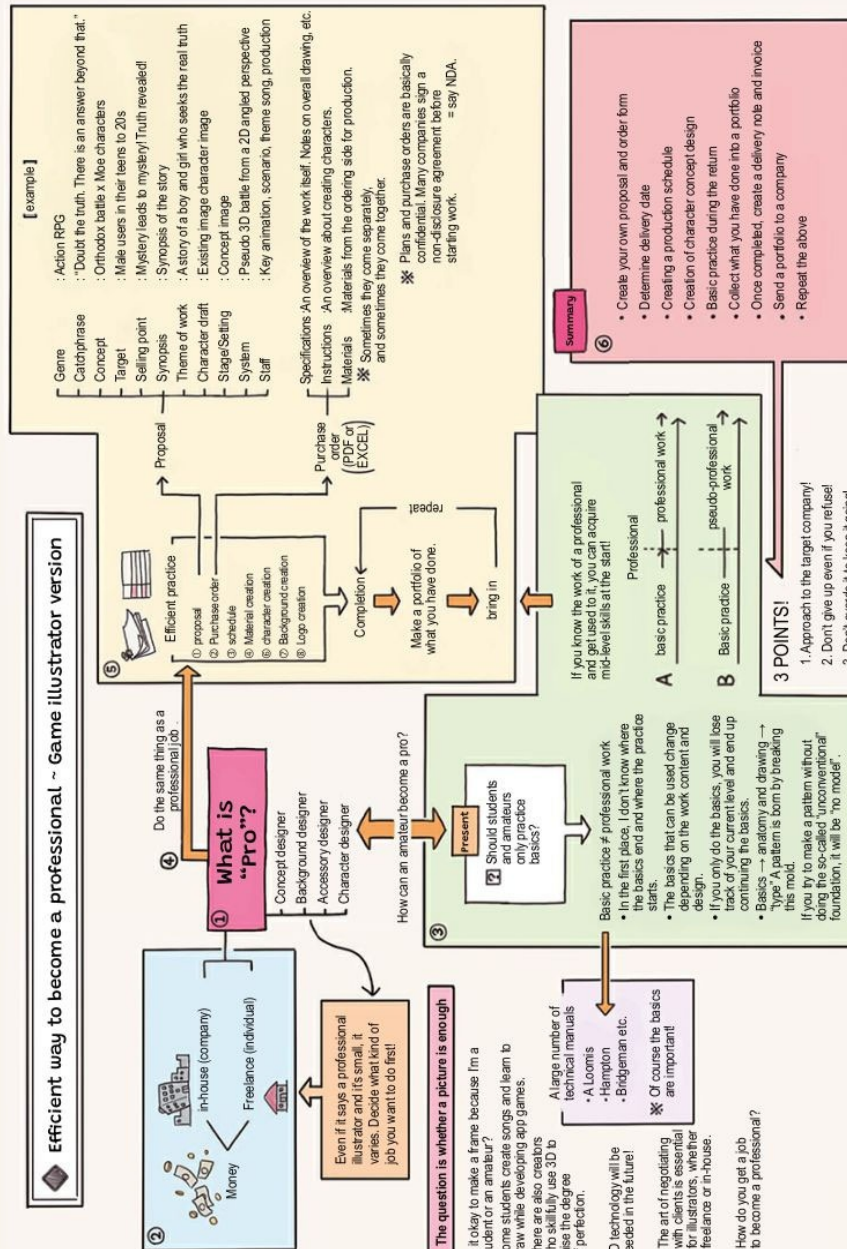 Efficient way to become a professional ~ Game illustrator version
①
What is
"Pro"?
Concept designer
Background designer
Accessory designer
Character designer
②
Money
in-house (company)
Freelance (individual)
Even if it says a professional
illustrator and it's small, it
varies. Decide what kind of
job you want to do first!
How can an amateur become a pro?
③
Present
? Should students
and amateurs
only practice
basics?
Basic practice ≠ professional work
• In the first place, I don't know where
the basics end and where the practice
starts.
• The basics that can be used change
depending on the work content and
design.
• If you only do the basics, you will lose
track of your current level and end up
continuing the basics.
• Basics → anatomy and drawing →
"type" A pattern is born by breaking
this mold.
If you try to make a pattern without
doing the so-called "unconventional"
foundation, it will be "no model".
If you know the work of a professional
and get used to it, you can acquire
mid-level skills at the start!
Professional
A basic practice professional work →
B Basic practice pseudo-professional
work
A large number of
technical manuals
• A Loomis
• Hampton
• Bridgeman etc.
※ Of course the basics
are important!
The question is whether a picture is enough
it okay to make a frame because I'm a
or an amateur?
students create songs and learn to
while developing app games.
are also creators
skillfully use 3D to
the degree
perfection.
technology will be
in the future!
The art of negotiating
with clients is essential
for illustrators, whether
freelance or in-house.
How do you get a job
to become a professional?
④
Do the same thing as a
professional job
⑤
Efficient practice
① proposal
② Purchase order
③ schedule
④ Material creation
⑥ character creation
⑦ Background creation
⑧ Logo creation
Completion
Make a portfolio of
what you have done.
bring in
repeat
[example]
Proposal
Genre : Action RPG
Catchphrase : "Doubt the truth. There is an answer beyond that."
Concept : Orthodox battle x Moe characters
Target : Male users in their teens to 20s
Selling point : Mystery leads to mystery! Truth revealed!
Synopsis : Synopsis of the story
Theme of work : A story of a boy and girl who seeks the real truth
Character draft : Existing image character image
Stage/Setting : Concept image
System : Pseudo 3D battle from a 2D angled perspective
Staff : Key animation, scenario, theme song, production
Purchase
order
(PDF or
EXCEL)
Specifications :An overview of the work itself. Notes on overall drawing, etc.
Instructions :An overview about creating characters.
Materials :Materials from the ordering side for production.
※ Sometimes they come separately,
and sometimes they come together.
※ Plans and purchase orders are basically
confidential. Many companies sign a
non-disclosure agreement before
starting work. = say NDA.
Summary
⑥
• Create your own proposal and order form
• Determine delivery date
• Creating a production schedule
• Creation of character concept design
• Basic practice during the return
• Collect what you have done into a portfolio
• Once completed, create a delivery note and invoice
• Send a portfolio to a company
• Repeat the above
3 POINTS!
1. Approach to the target company!
2. Don't give up even if you refuse!